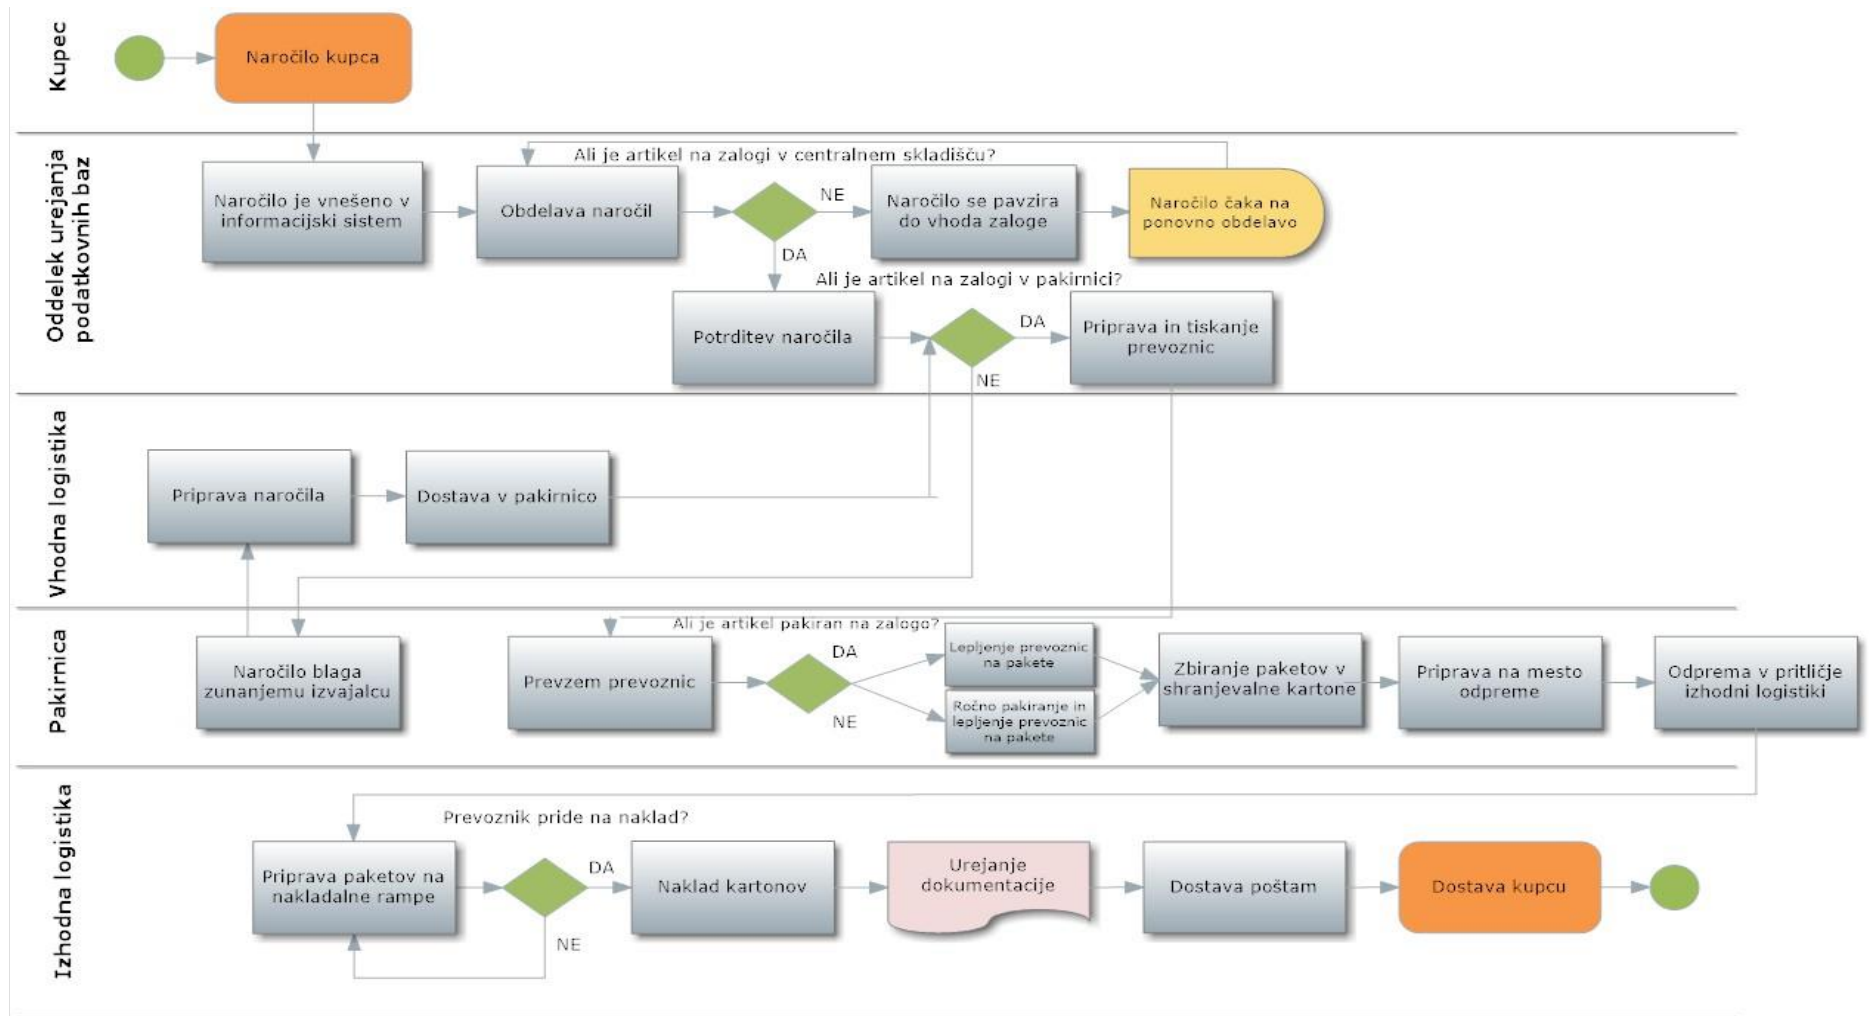 Kupec
Naročilo kupca
Oddelek urejanja
podatkovnih baz
Ali je artikel na zalogi v centralnem skladišču?
Naročilo je vnešeno v
informacijski sistem
Obdelava naročil
NE
Naročilo se pavzira
do vhoda zaloge
Naročilo čaka na
ponovno obdelavo
DA
Ali je artikel na zalogi v pakirnici?
Potrditev naročila
DA
Priprava in tiskanje
prevoznic
NE
Vhodna logistika
Priprava naročila
Dostava v pakirnico
Pakirnica
Naročilo blaga
zunanjemu izvajalcu
Ali je artikel pakiran na zalogo?
Prevzem prevoznic
DA
Lepljenje prevoznic
na pakete
NE
Ročno pakiranje in
lepljenje prevoznic
na pakete
Zbiranje paketov v
shranjevalne kartone
Priprava na mesto
odpreme
Odprema v pritličje
izhodni logistiki
Izhodna logistika
Prevoznik pride na naklad?
Priprava paketov na
nakladalne rampe
DA
NE
Naklad kartonov
Urejanje
dokumentacije
Dostava poštam
Dostava kupcu